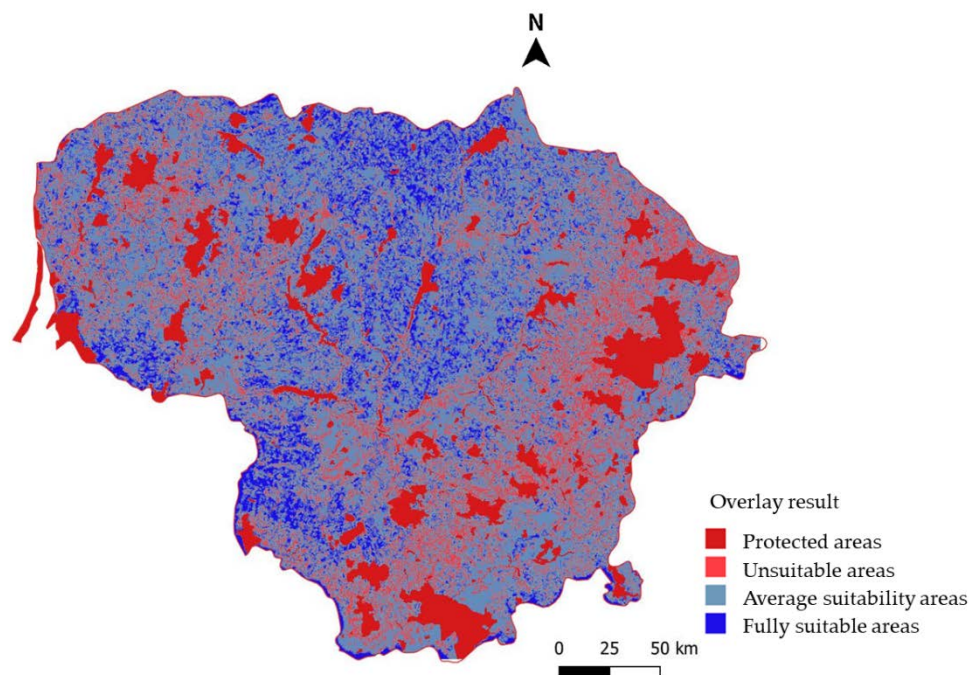 N
Overlay result
Protected areas
Unsuitable areas
Average suitability areas
Fully suitable areas
0 25 50 km